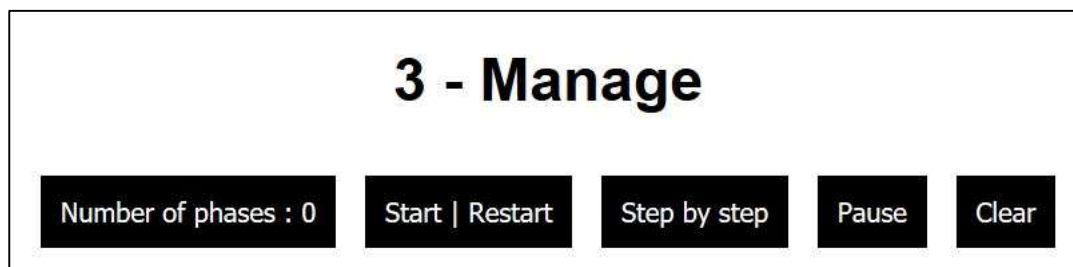 3 - Manage
Number of phases : 0 Start | Restart Step by step Pause Clear